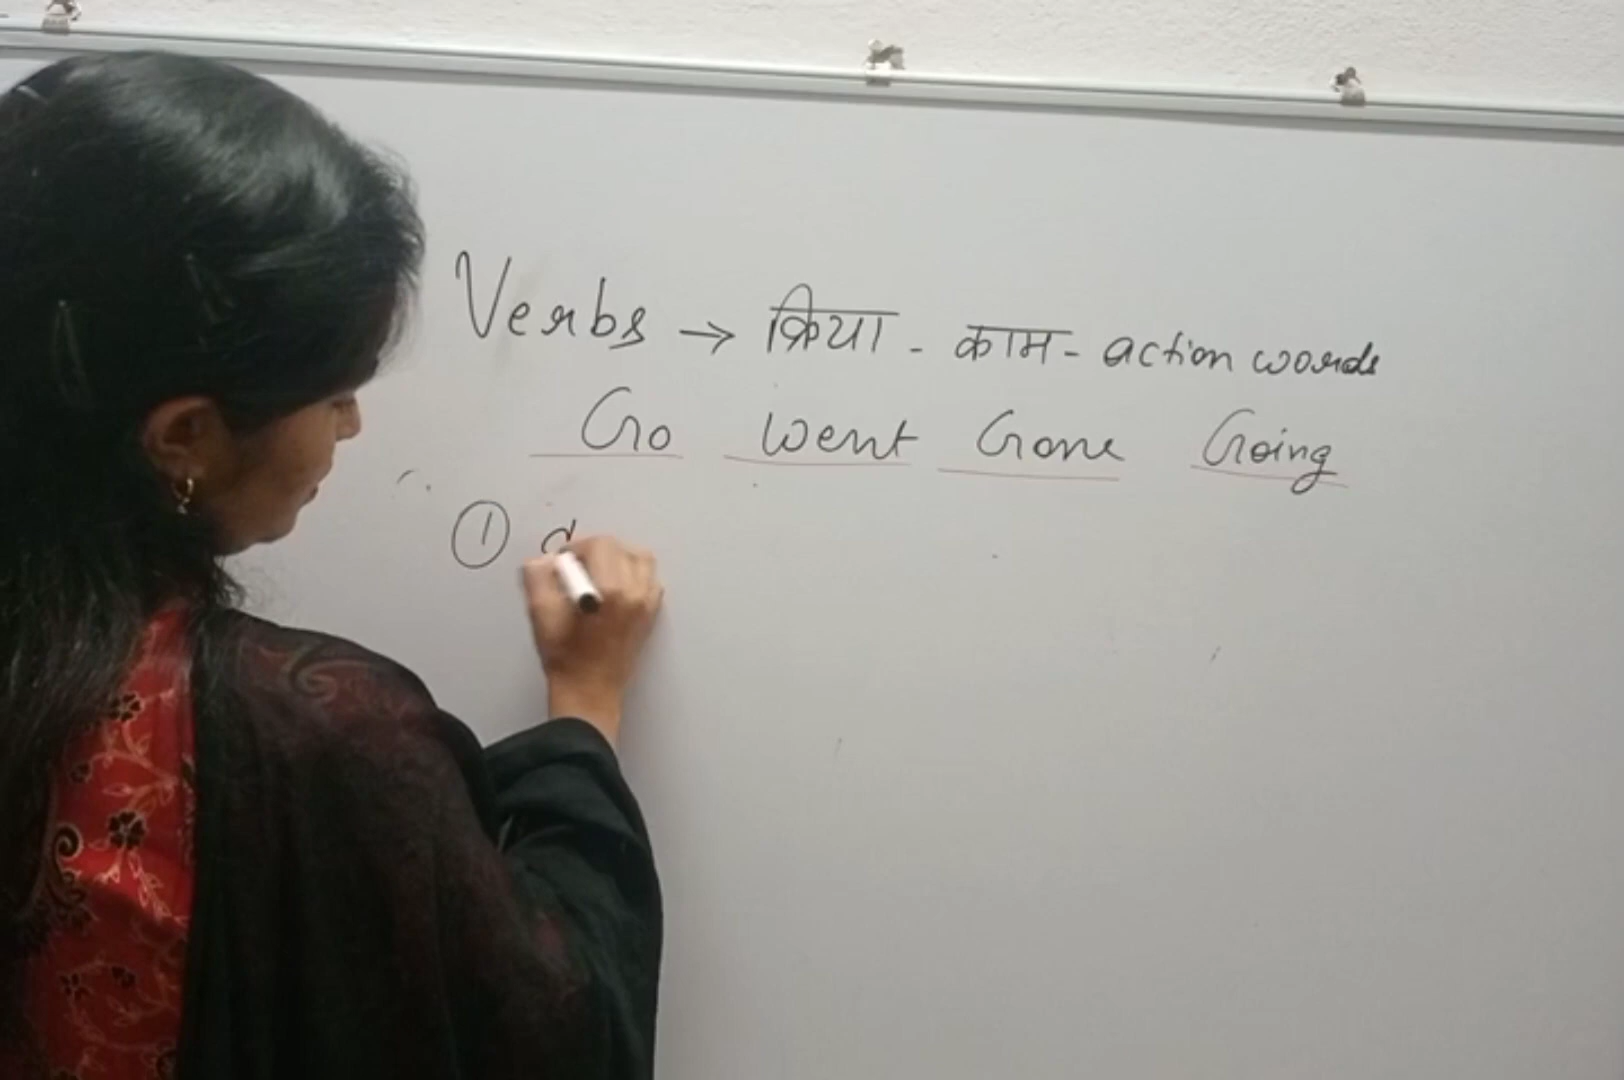 Verbs → क्रिया - काम - action words
Go went Gone Going
①